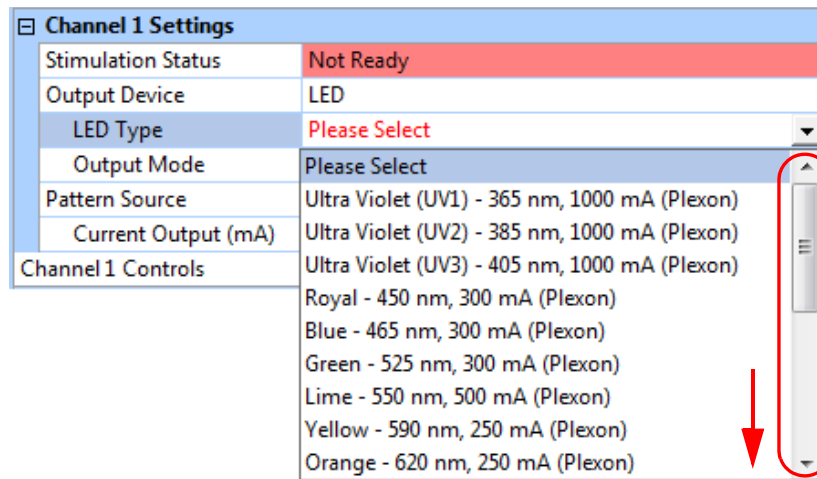 Channel 1 Settings
Stimulation Status Not Ready
Output Device LED
LED Type Please Select
Output Mode Please Select
Ultra Violet (UV1) - 365 nm, 1000 mA (Plexon)
Pattern Source
Ultra Violet (UV2) - 385 nm, 1000 mA (Plexon)
Current Output (mA)
Ultra Violet (UV3) - 405 nm, 1000 mA (Plexon)
Channel 1 Controls
Royal - 450 nm, 300 mA (Plexon)
Blue - 465 nm, 300 mA (Plexon)
Green - 525 nm, 300 mA (Plexon)
Lime - 550 nm, 500 mA (Plexon)
Yellow - 590 nm, 250 mA (Plexon)
Orange - 620 nm, 250 mA (Plexon)